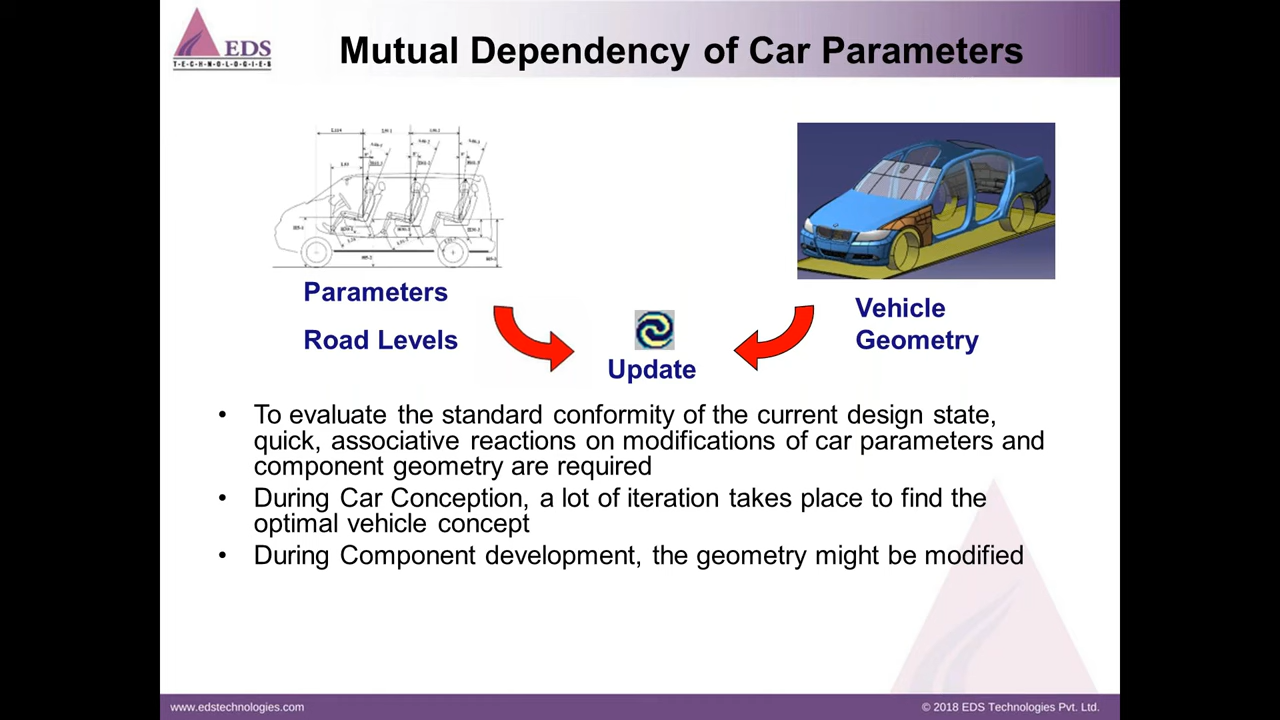 EDS
T·E·C·H·N·O·L·O·G·I·E·S
Mutual Dependency of Car Parameters
Parameters
Road Levels
Update
Vehicle
Geometry
• To evaluate the standard conformity of the current design state,
quick, associative reactions on modifications of car parameters and
component geometry are required
• During Car Conception, a lot of iteration takes place to find the
optimal vehicle concept
• During Component development, the geometry might be modified
www.edstechnologies.com
© 2018 EDS Technologies Pvt. Ltd.